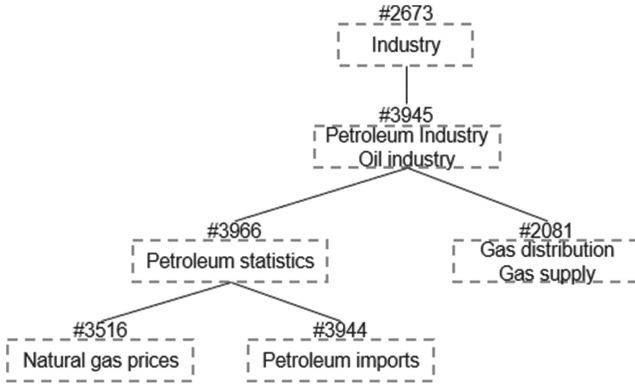 #2673
Industry
#3945
Petroleum Industry
Oil industry
#3966
Petroleum statistics
#2081
Gas distribution
Gas supply
#3516
Natural gas prices
#3944
Petroleum imports